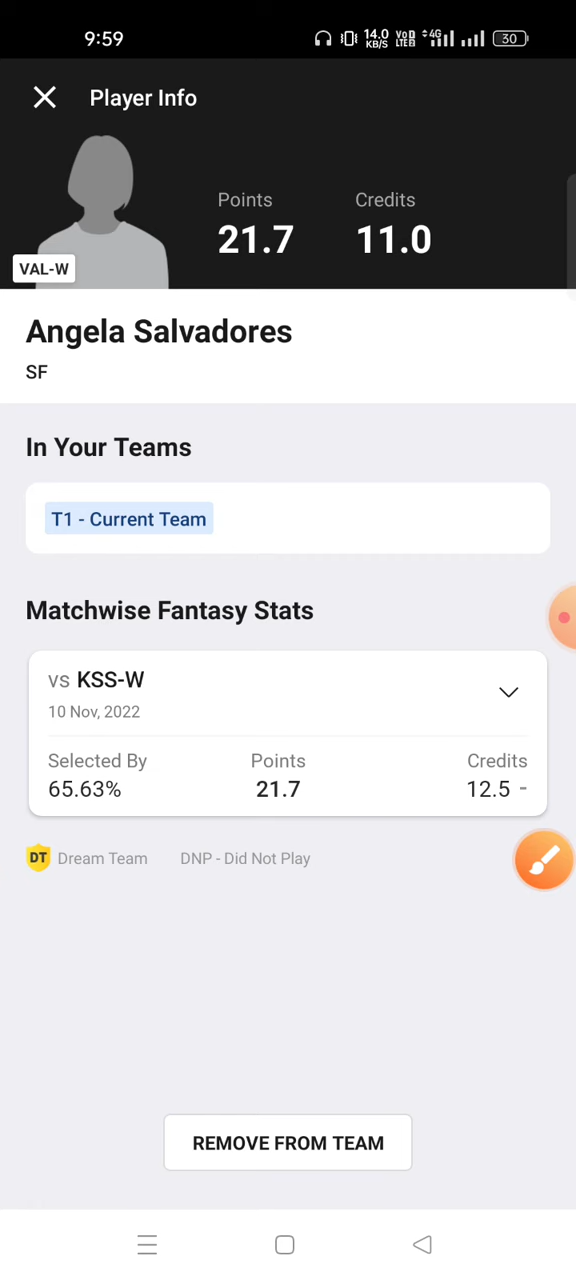 9:59
14.0 KB/S VoD LTE2 4G 30
Player Info
Points Credits
21.7 11.0
VAL-W
Angela Salvadores
SF
In Your Teams
T1 - Current Team
Matchwise Fantasy Stats
vs KSS-W
10 Nov, 2022
Selected By Points Credits
65.63% 21.7 12.5 -
DT Dream Team DNP - Did Not Play
REMOVE FROM TEAM